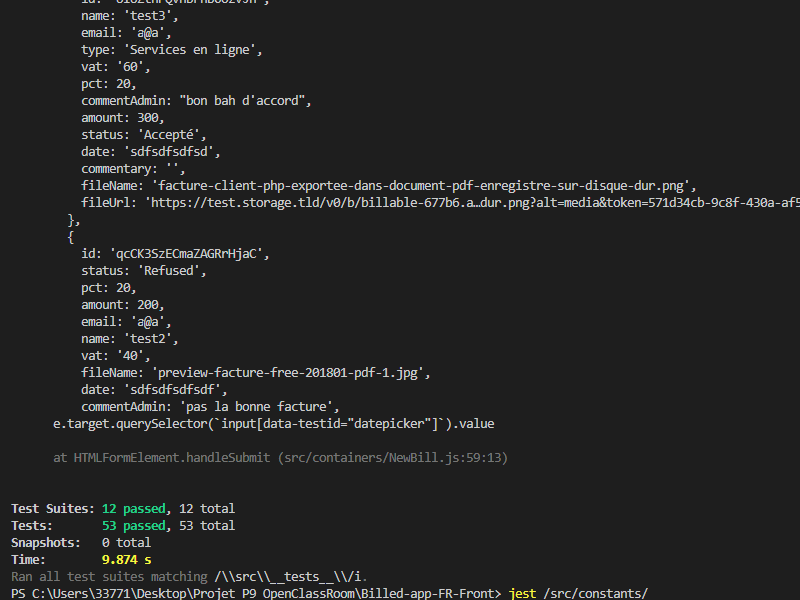 name: 'test3',
email: 'a@a',
type: 'Services en ligne',
vat: '60',
pct: 20,
commentAdmin: "bon bah d'accord",
amount: 300,
status: 'Accepté',
date: 'sdfsdfsdfsd',
commentary: '',
fileName: 'facture-client-php-exportee-dans-document-pdf-enregistre-sur-disque-dur.png',
fileUrl: 'https://test.storage.tld/v0/b/billable-677b6.a…dur.png?alt=media&token=571d34cb-9c8f-430a-af5
},
{
id: 'qcCK3SzECmaZAGRrHjaC',
status: 'Refused',
pct: 20,
amount: 200,
email: 'a@a',
name: 'test2',
vat: '40',
fileName: 'preview-facture-free-201801-pdf-1.jpg',
date: 'sdfsdfsdfsdf',
commentAdmin: 'pas la bonne facture',
e.target.querySelector(`input[data-testid="datepicker"]`).value
at HTMLFormElement.handleSubmit (src/containers/NewBill.js:59:13)
Test Suites: 12 passed, 12 total
Tests: 53 passed, 53 total
Snapshots: 0 total
Time: 9.874 s
Ran all test suites matching /\\src\\__tests__\\/i.
PS C:\Users\33771\Desktop\Projet P9 OpenClassRoom\Billed-app-FR-Front> jest /src/constants/